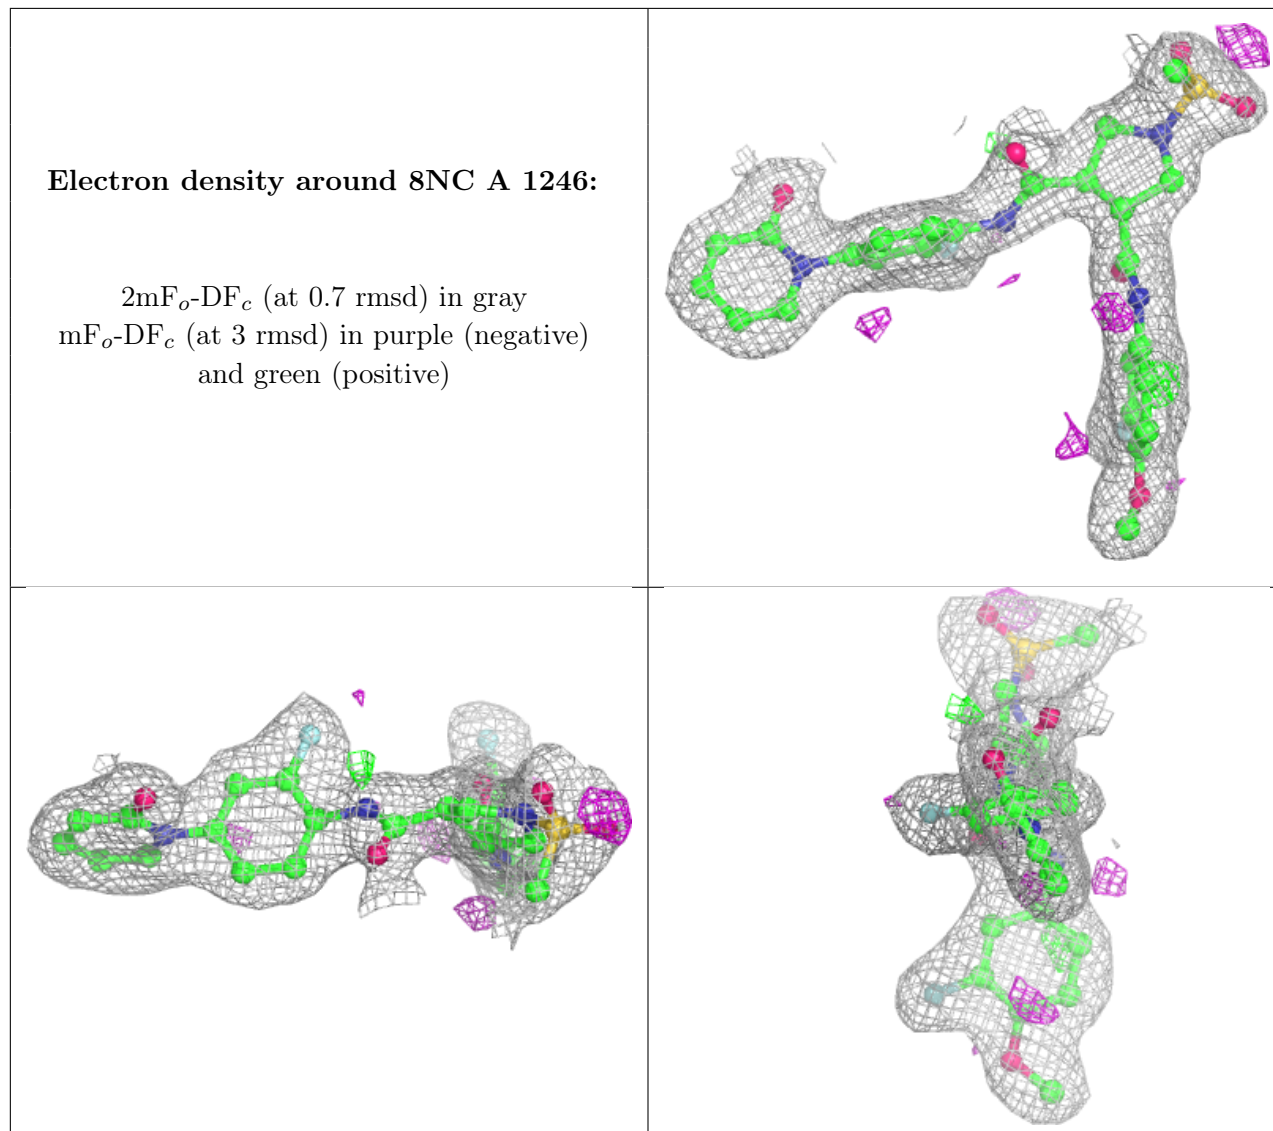 Electron density around 8NC A 1246:
2mFₒ-DF𝒸 (at 0.7 rmsd) in gray
mFₒ-DF𝒸 (at 3 rmsd) in purple (negative)
and green (positive)